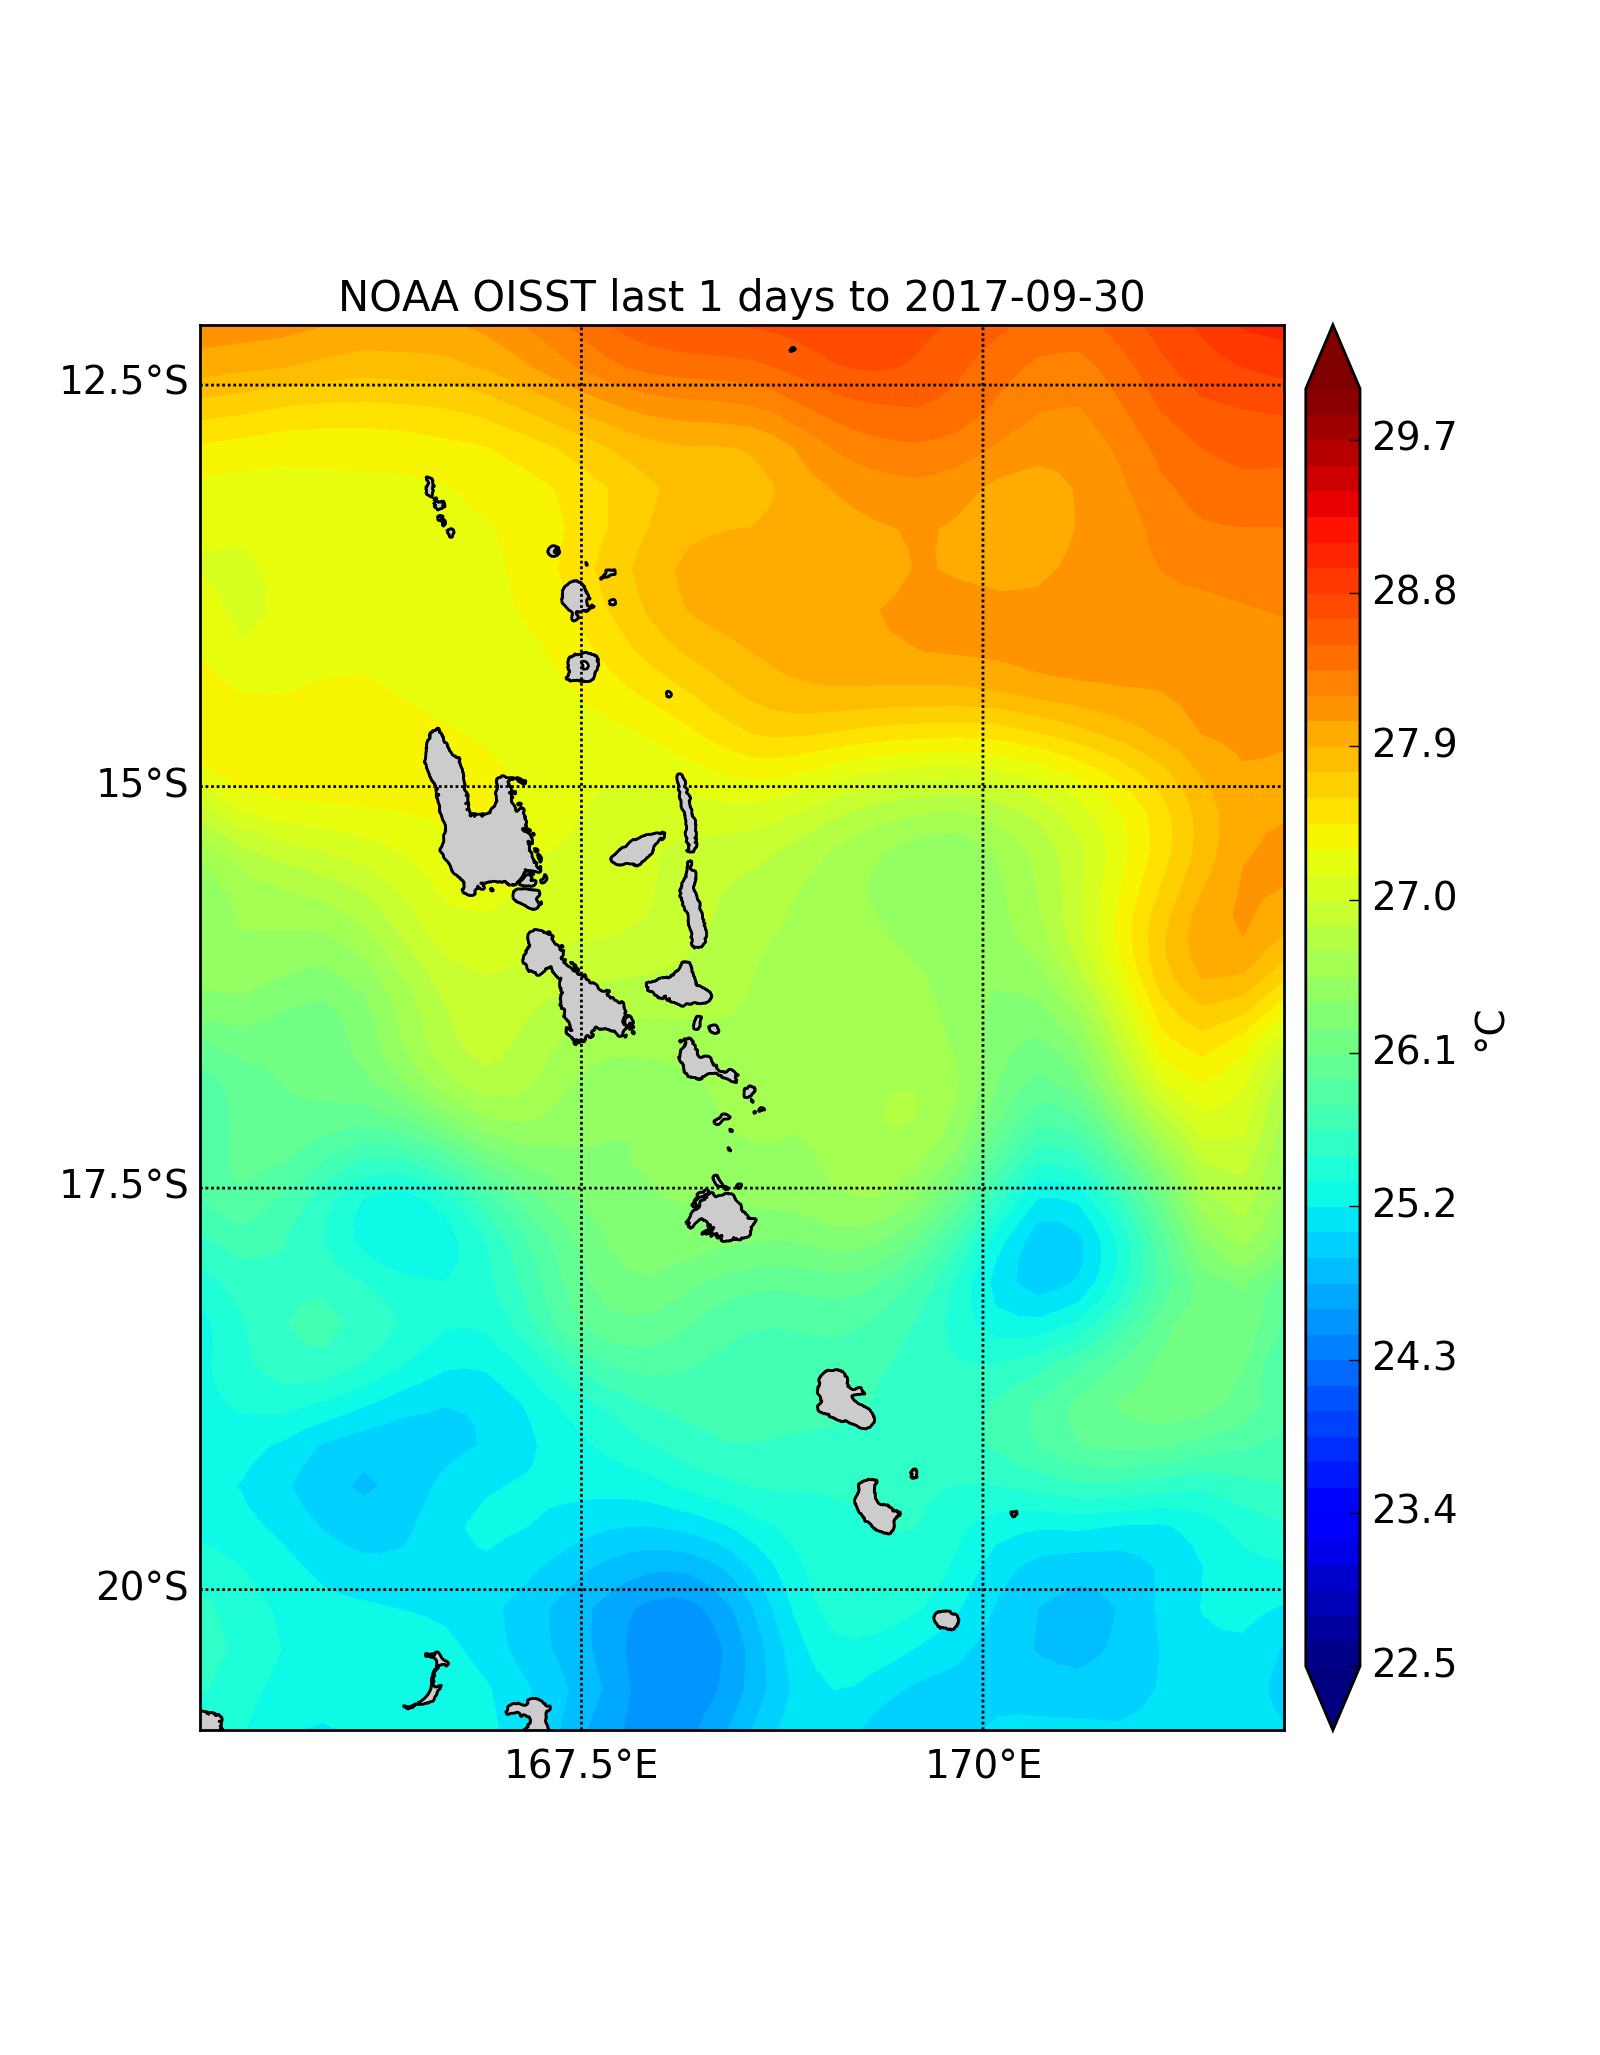 NOAA OISST last 1 days to 2017-09-30
12.5°S
15°S
17.5°S
20°S
167.5°E
170°E
29.7
28.8
27.9
27.0
26.1
25.2
24.3
23.4
22.5
°C